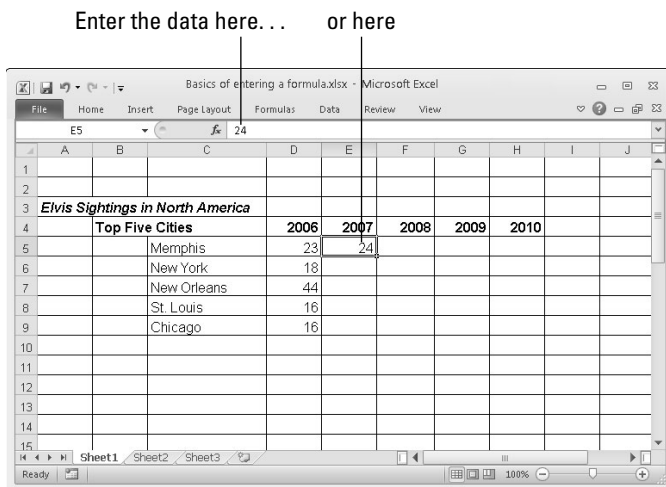 Enter the data here. . . or here
Basics of entering a formula.xlsx - Microsoft Excel
File Home Insert Page Layout Formulas Data Review View
E5 fx 24
A B C D E F G H I J
1
2
3 Elvis Sightings in North America
4 Top Five Cities 2006 2007 2008 2009 2010
5 Memphis 23 24
6 New York 18
7 New Orleans 44
8 St. Louis 16
9 Chicago 16
10
11
12
13
14
15
Sheet1 Sheet2 Sheet3
Ready 100%